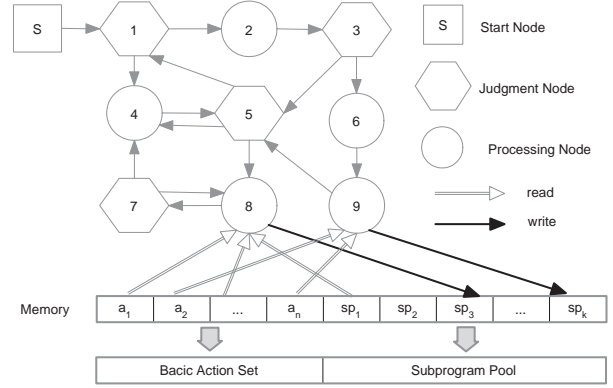 S 1 2 3 S Start Node
Judgment Node
4 5 6
Processing Node
7 8 9
read
write
Memory a1 a2 ... an sp1 sp2 sp3 ... spk
Bacic Action Set Subprogram Pool